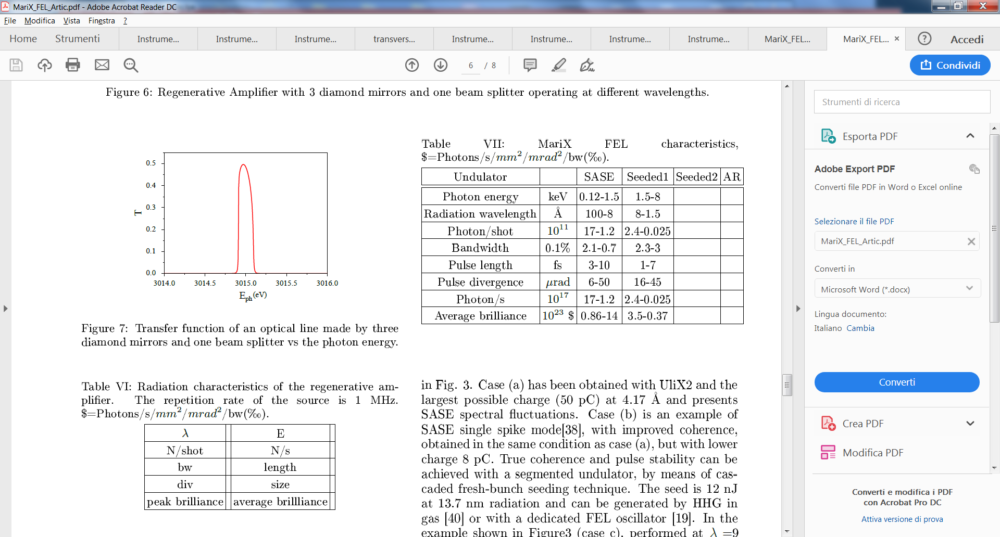 MariX_FEL_Artic.pdf - Adobe Acrobat Reader DC
File Modifica Vista Finestra ?
Home Strumenti Instrume... Instrume... Instrume... transvers... Instrume... Instrume... Instrume... Instrume... MariX_FEL... MariX_FEL... × ? Accedi
6 / 8 Condividi
Figure 6: Regenerative Amplifier with 3 diamond mirrors and one beam splitter operating at different wavelengths.
0.5
0.4
0.3
0.2
0.1
0.0
T
3014.0 3014.5 3015.0 3015.5 3016.0
E_ph (eV)
Figure 7: Transfer function of an optical line made by three
diamond mirrors and one beam splitter vs the photon energy.
Table VI: Radiation characteristics of the regenerative am-
plifier. The repetition rate of the source is 1 MHz.
$=Photons/s/mm²/mrad²/bw(‰).
λ E
N/shot N/s
bw length
div size
peak brilliance average brillliance
Table VII: MariX FEL characteristics,
$=Photons/s/mm²/mrad²/bw(‰).
Undulator SASE Seeded1 Seeded2 AR
Photon energy keV 0.12-1.5 1.5-8
Radiation wavelength Å 100-8 8-1.5
Photon/shot 10¹¹ 17-1.2 2.4-0.025
Bandwidth 0.1% 2.1-0.7 2.3-3
Pulse length fs 3-10 1-7
Pulse divergence μrad 6-50 16-45
Photon/s 10¹⁷ 17-1.2 2.4-0.025
Average brilliance 10²³ $ 0.86-14 3.5-0.37
in Fig. 3. Case (a) has been obtained with UliX2 and the
largest possible charge (50 pC) at 4.17 Å and presents
SASE spectral fluctuations. Case (b) is an example of
SASE single spike mode[38], with improved coherence,
obtained in the same condition as case (a), but with lower
charge 8 pC. True coherence and pulse stability can be
achieved with a segmented undulator, by means of cas-
caded fresh-bunch seeding technique. The seed is 12 nJ
at 13.7 nm radiation and can be generated by HHG in
gas [40] or with a dedicated FEL oscillator [19]. In the
example shown in Figure3 (case c), performed at λ =9
Strumenti di ricerca
Esporta PDF
Adobe Export PDF
Converti file PDF in Word o Excel online
Selezionare il file PDF
MariX_FEL_Artic.pdf
Converti in
Microsoft Word (*.docx)
Lingua documento:
Italiano Cambia
Converti
Crea PDF
Modifica PDF
Converti e modifica i PDF
con Acrobat Pro DC
Attiva versione di prova